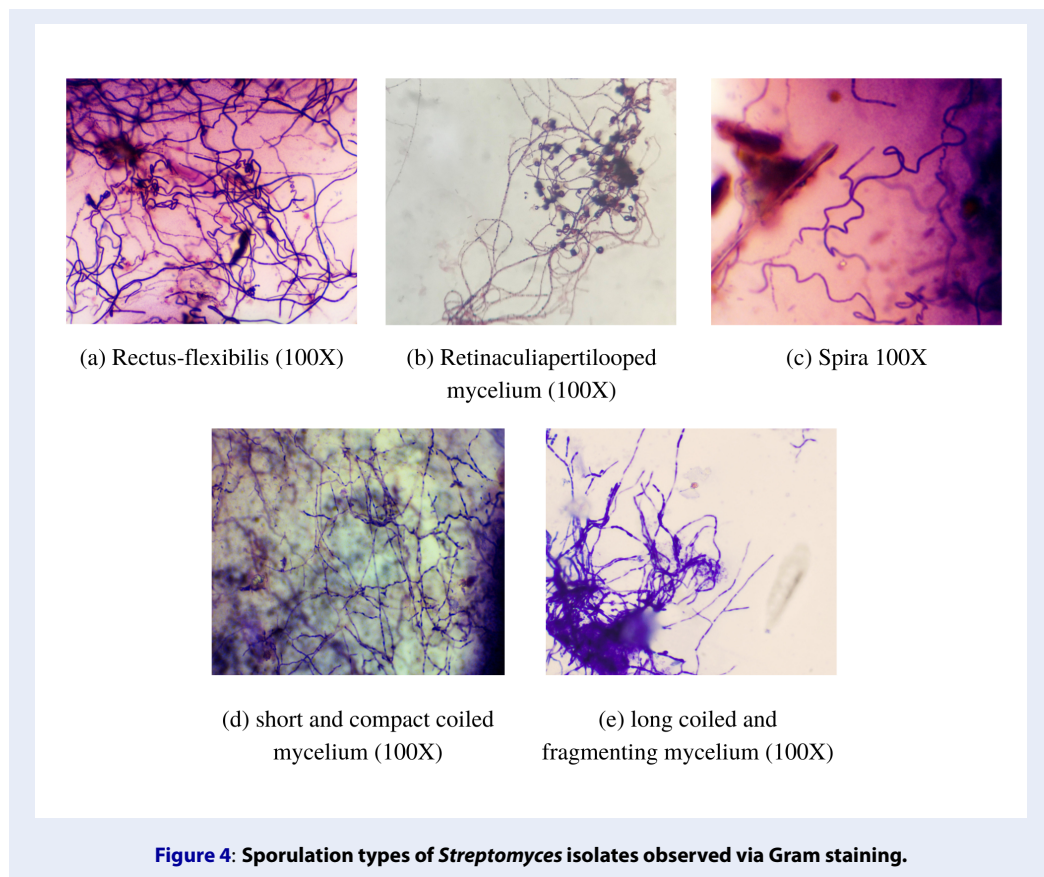 (a) Rectus-flexibilis (100X)
(b) Retinaculiapertilooped
mycelium (100X)
(c) Spira 100X
(d) short and compact coiled
mycelium (100X)
(e) long coiled and
fragmenting mycelium (100X)
Figure 4: Sporulation types of Streptomyces isolates observed via Gram staining.